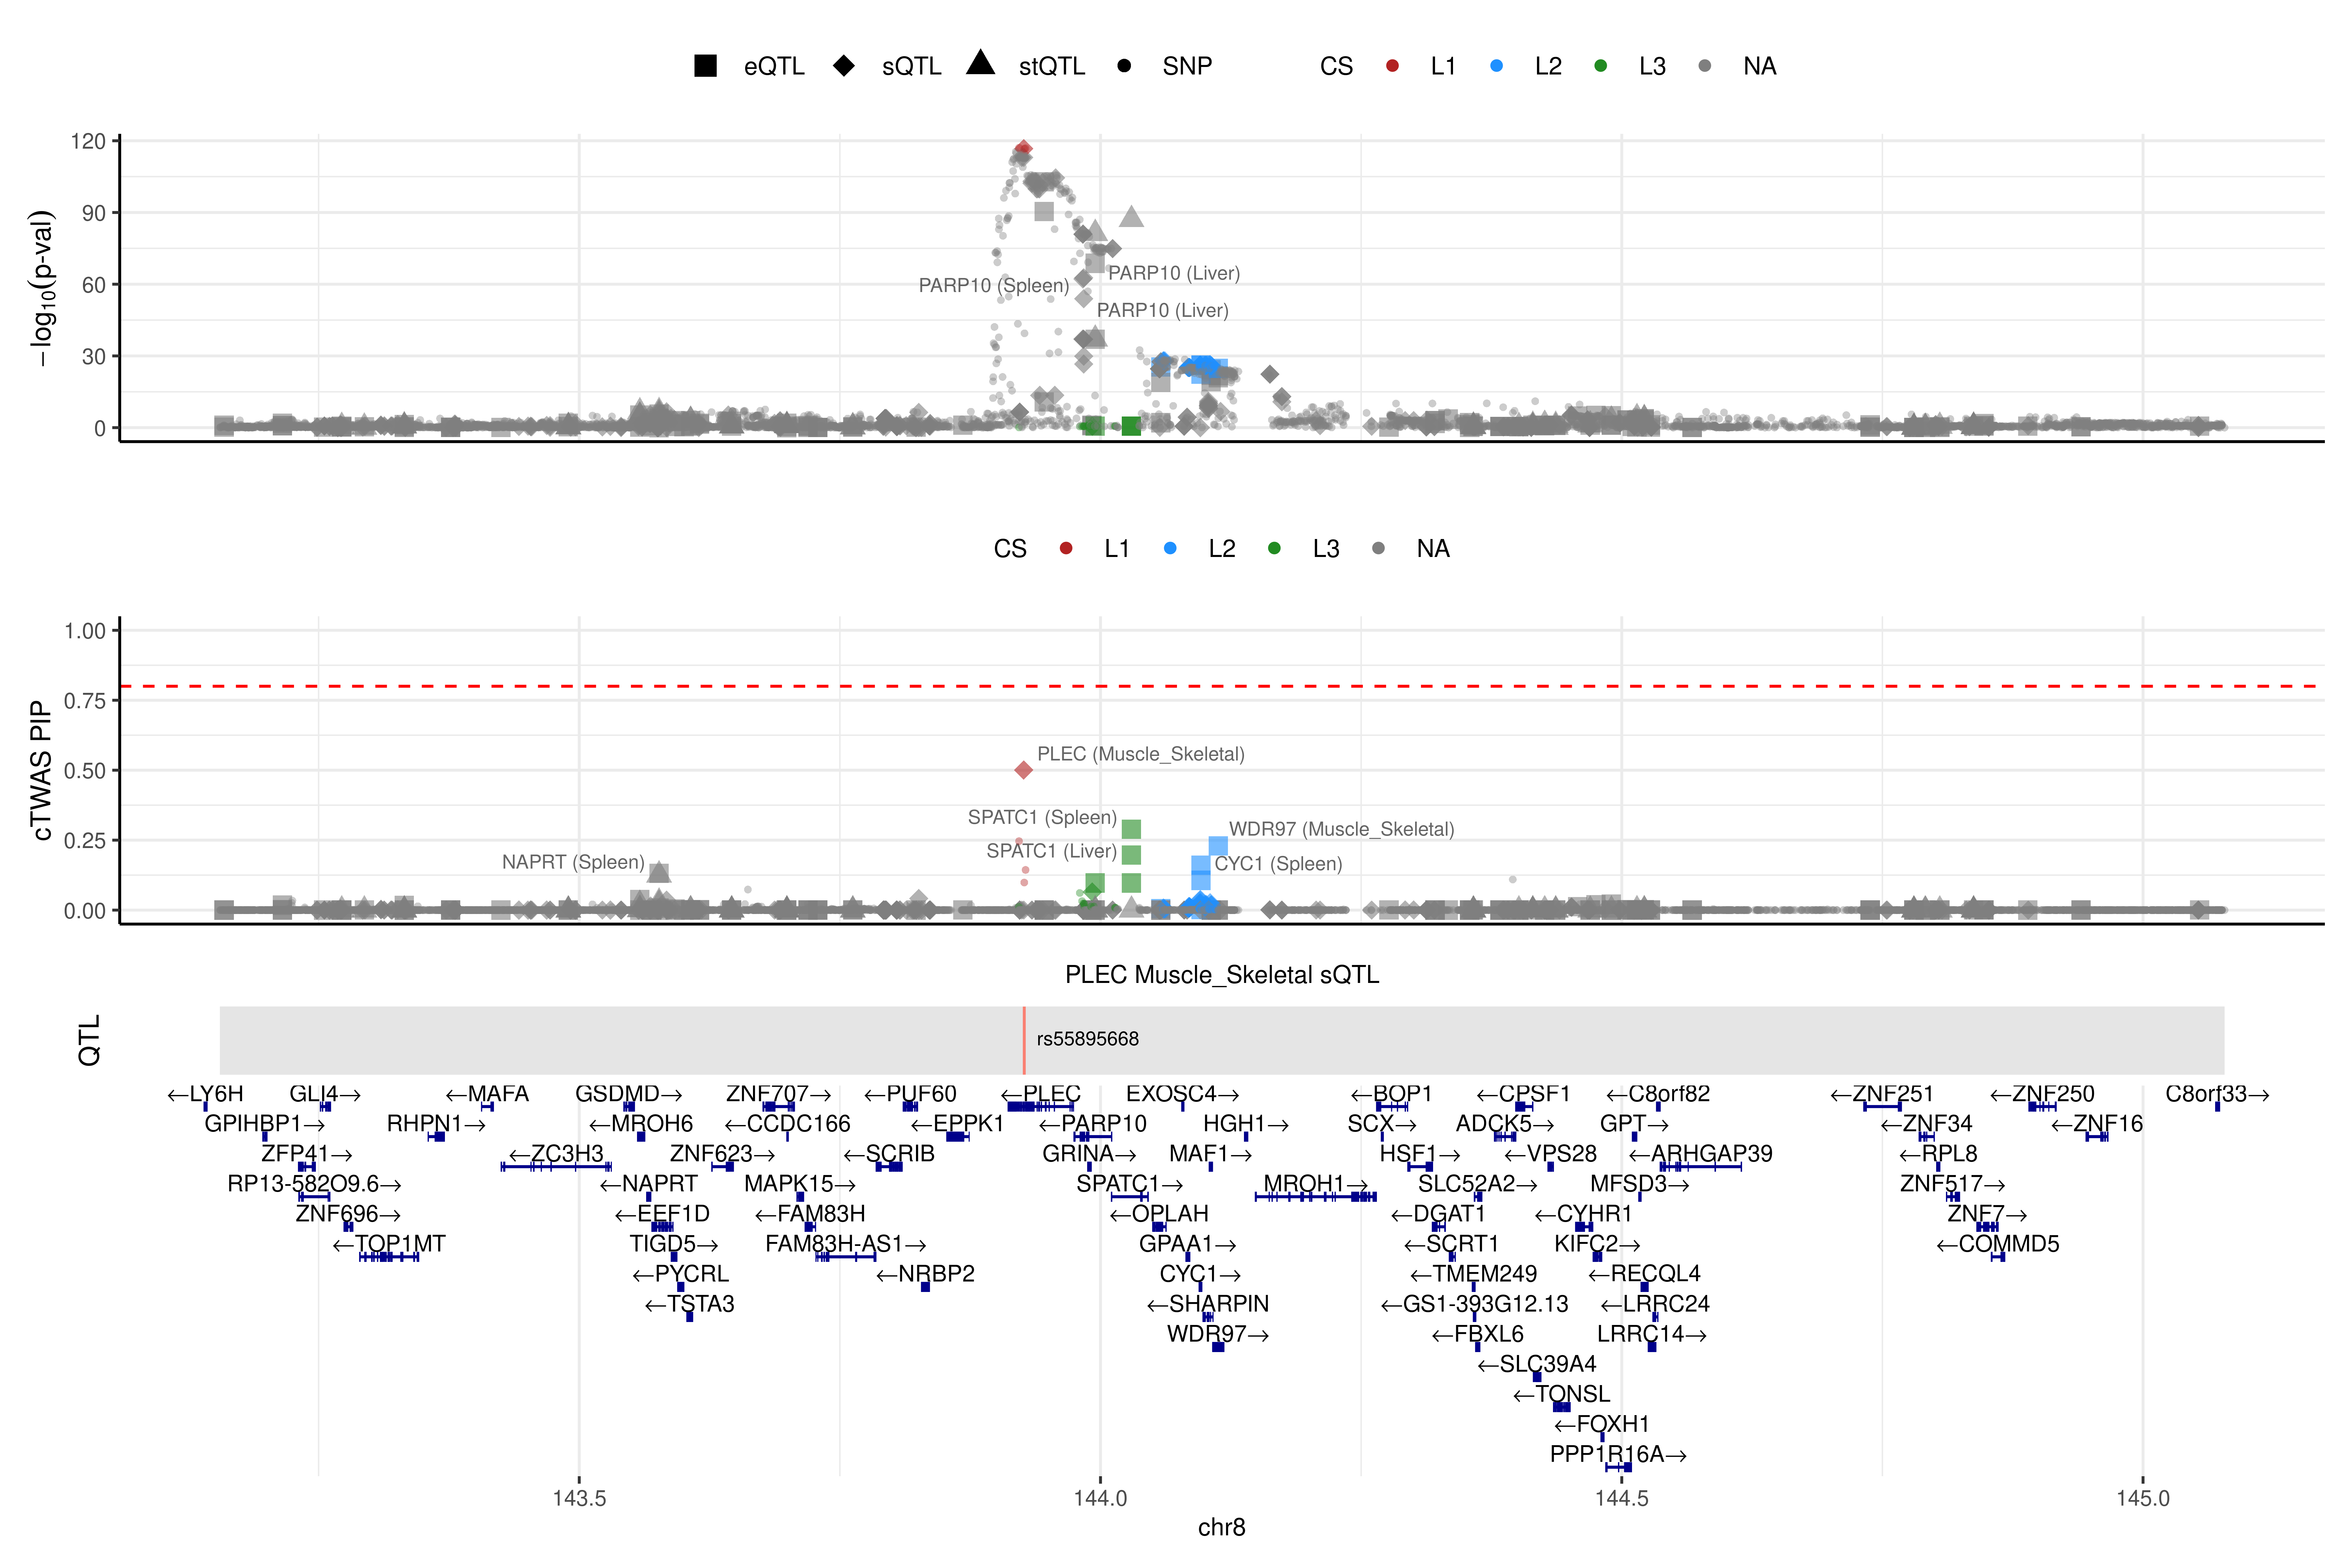 eQTL sQTL stQTL SNP CS L1 L2 L3 NA
120
90
60
30
0
−log10(p-val)
PARP10 (Liver)
PARP10 (Spleen)
PARP10 (Liver)
CS L1 L2 L3 NA
1.00
0.75
0.50
0.25
0.00
cTWAS PIP
PLEC (Muscle_Skeletal)
SPATC1 (Spleen)
WDR97 (Muscle_Skeletal)
SPATC1 (Liver)
NAPRT (Spleen)
CYC1 (Spleen)
PLEC Muscle_Skeletal sQTL
QTL
rs55895668
←LY6H GLI4→ ←MAFA GSDMD→ ZNF707→ ←PUF60 ←PLEC EXOSC4→ ←BOP1 ←CPSF1 ←C8orf82 ←ZNF251 ←ZNF250 C8orf33→
GPIHBP1→ RHPN1→ ←MROH6 ←CCDC166 ←EPPK1 ←PARP10 HGH1→ SCX→ ADCK5→ GPT→ ←ZNF34 ←ZNF16
ZFP41→ ←ZC3H3 ZNF623→ ←SCRIB GRINA→ MAF1→ HSF1→ ←VPS28 ←ARHGAP39 ←RPL8
RP13-582O9.6→ ←NAPRT MAPK15→ SPATC1→ MROH1→ SLC52A2→ MFSD3→ ZNF517→
ZNF696→ ←EEF1D ←FAM83H ←OPLAH ←DGAT1 ←CYHR1 ZNF7→
←TOP1MT TIGD5→ FAM83H-AS1→ GPAA1→ ←SCRT1 KIFC2→ ←COMMD5
←PYCRL ←NRBP2 CYC1→ ←TMEM249 ←RECQL4
←TSTA3 ←SHARPIN ←GS1-393G12.13 ←LRRC24
WDR97→ ←FBXL6 LRRC14→
←SLC39A4
←TONSL
←FOXH1
PPP1R16A→
143.5 144.0 144.5 145.0
chr8